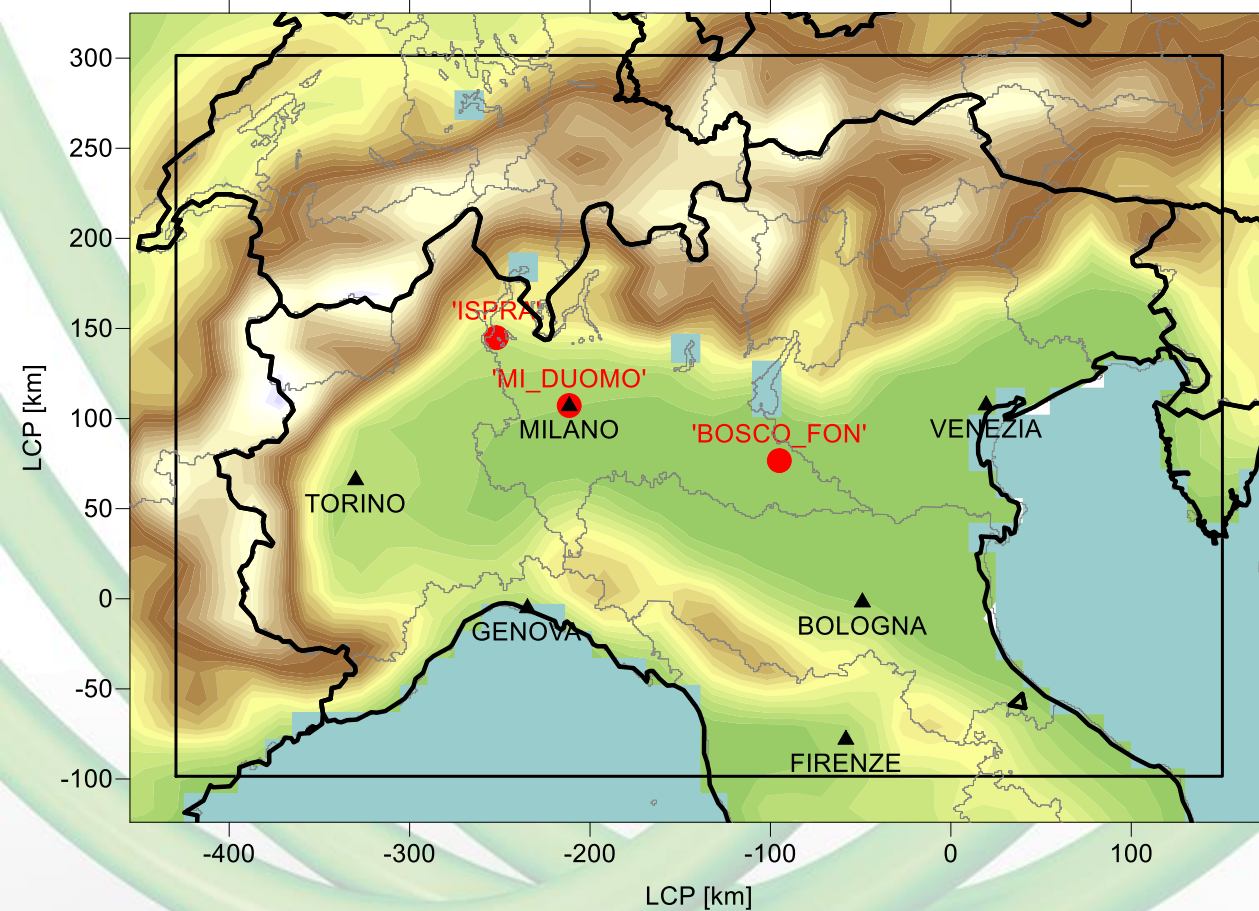 300
250
200
150
100
50
0
-50
-100
LCP [km]
'ISPRA'
'MI_DUOMO'
MILANO
'BOSCO_FON'
VENEZIA
TORINO
GENOVA
BOLOGNA
FIRENZE
-400
-300
-200
-100
0
100
LCP [km]